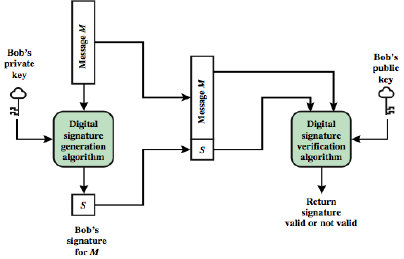 Bob's
private
key
Message M
Digital
signature
generation
algorithm
S
Bob's
signature
for M
Message M
S
Bob's
public
key
Digital
signature
verification
algorithm
Return
signature
valid or not valid